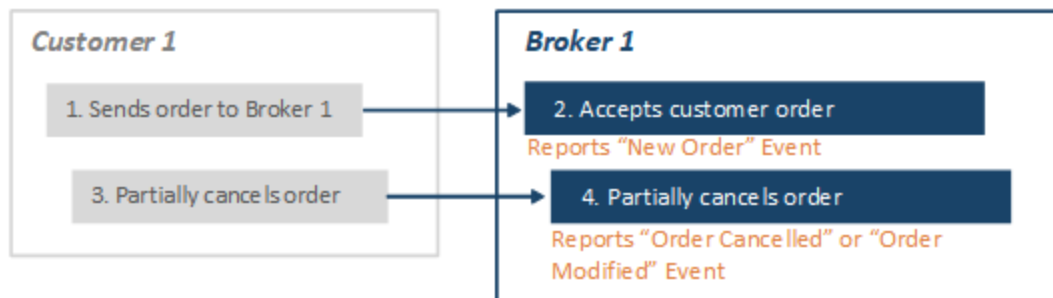 Customer 1
Broker 1
1. Sends order to Broker 1
2. Accepts customer order
Reports “New Order” Event
3. Partially cancels order
4. Partially cancels order
Reports “Order Cancelled” or “Order
Modified” Event